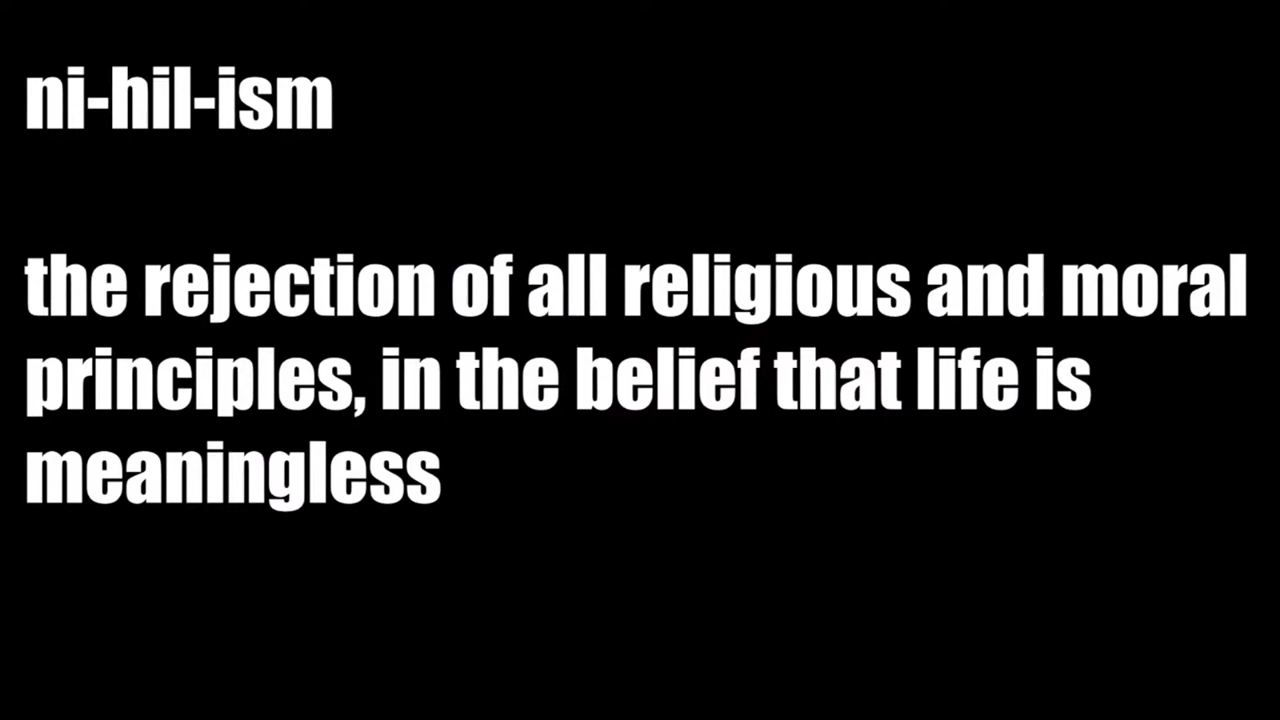 ni-hil-ism
the rejection of all religious and moral
principles, in the belief that life is
meaningless